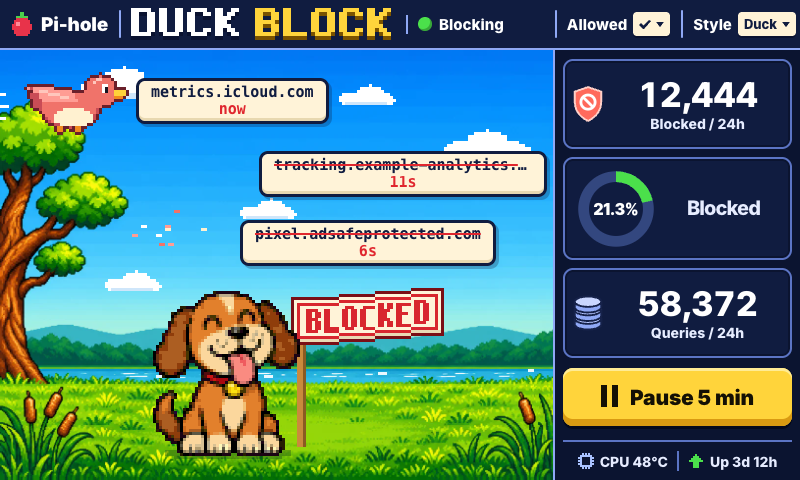 Pi-hole
DUCK BLOCK
Blocking
Allowed
Style
Duck
metrics.icloud.com
now
tracking.example-analytics.…
11s
pixel.adsafeprotected.com
6s
BLOCKED
12,444
Blocked / 24h
21.3%
Blocked
58,372
Queries / 24h
Pause 5 min
CPU 48°C
Up 3d 12h